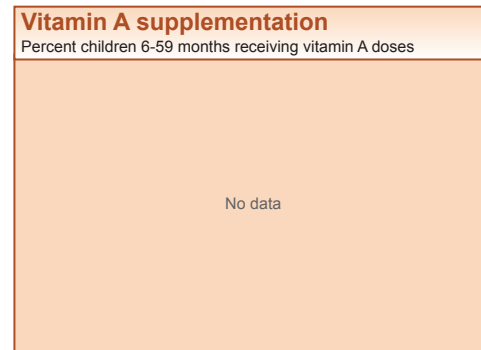 Vitamin A supplementation
Percent children 6-59 months receiving vitamin A doses
No data